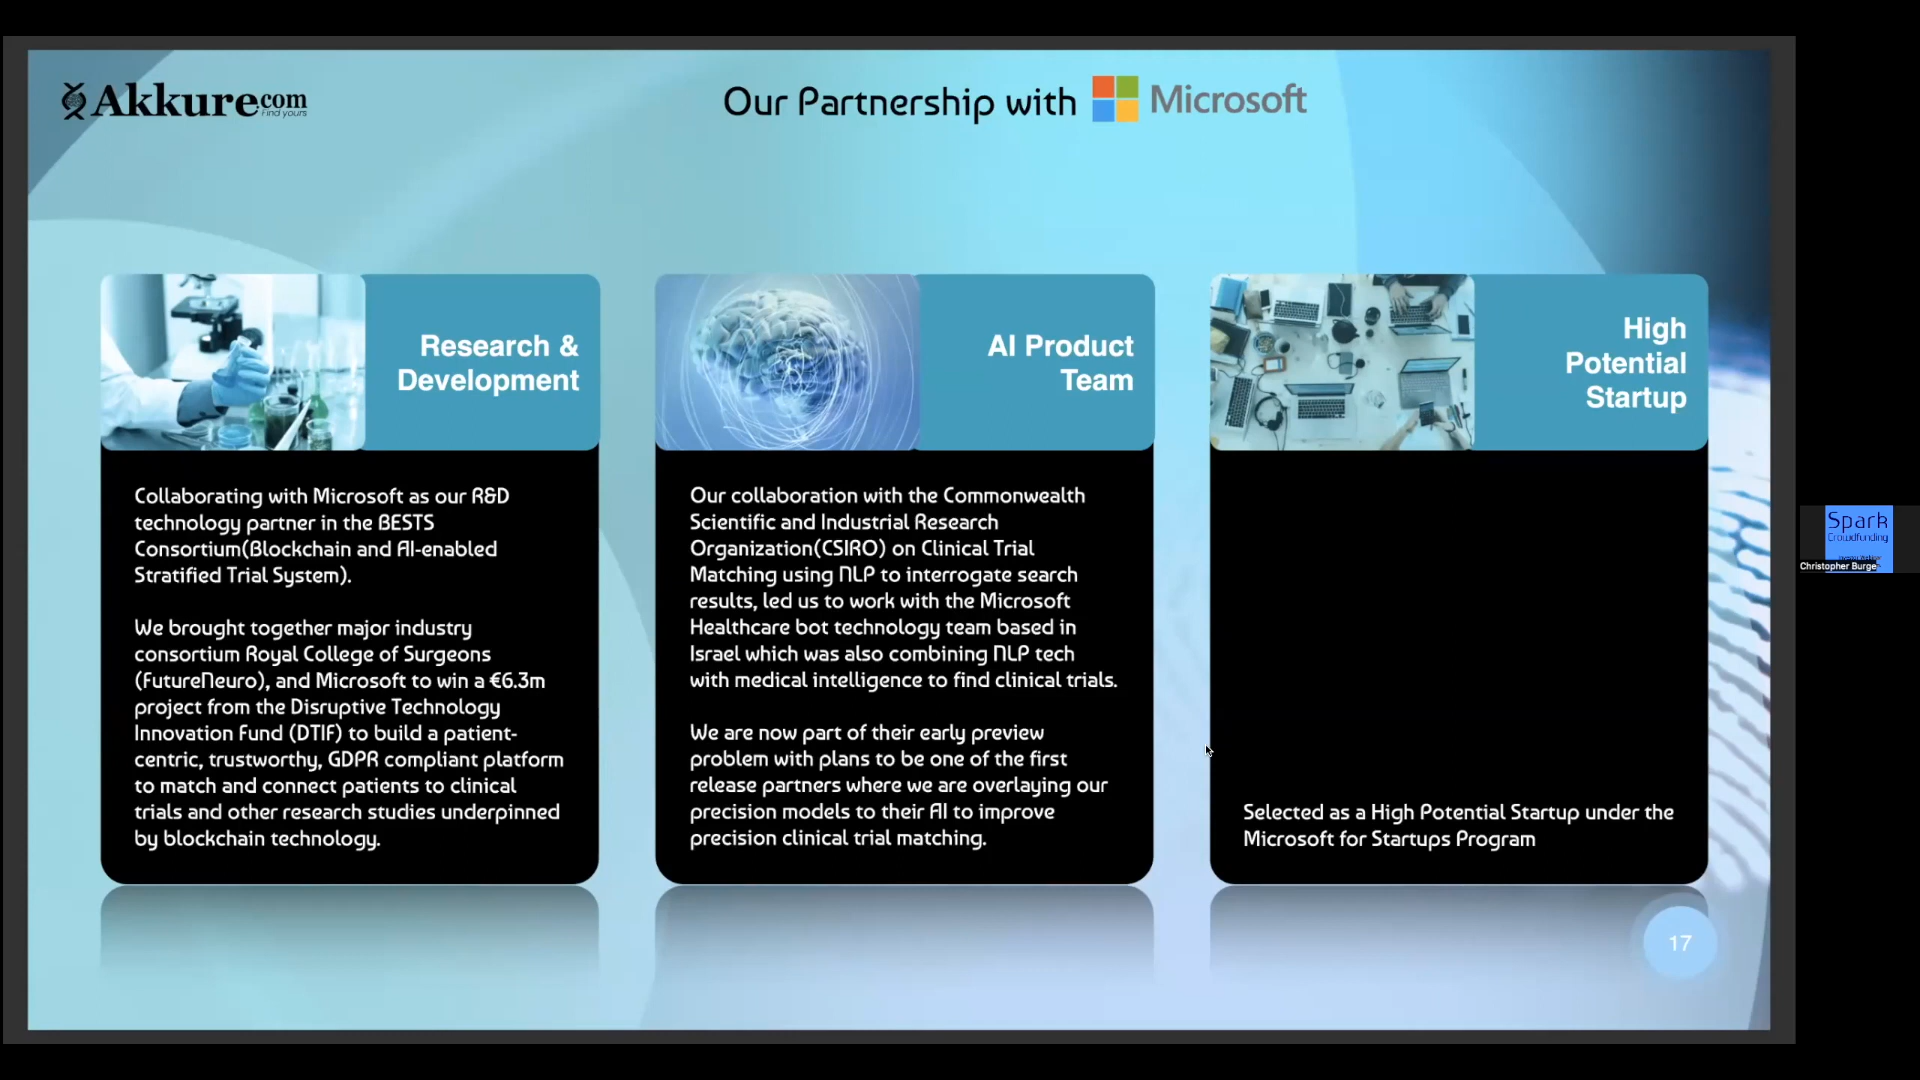 Akkure.com
Find yours
Our Partnership with Microsoft
Research &
Development
Collaborating with Microsoft as our R&D
technology partner in the BESTS
Consortium(Blockchain and AI-enabled
Stratified Trial System).
We brought together major industry
consortium Royal College of Surgeons
(FutureNeuro), and Microsoft to win a €6.3m
project from the Disruptive Technology
Innovation Fund (DTIF) to build a patient-
centric, trustworthy, GDPR compliant platform
to match and connect patients to clinical
trials and other research studies underpinned
by blockchain technology.
AI Product
Team
Our collaboration with the Commonwealth
Scientific and Industrial Research
Organization(CSIRO) on Clinical Trial
Matching using NLP to interrogate search
results, led us to work with the Microsoft
Healthcare bot technology team based in
Israel which was also combining NLP tech
with medical intelligence to find clinical trials.
We are now part of their early preview
problem with plans to be one of the first
release partners where we are overlaying our
precision models to their AI to improve
precision clinical trial matching.
High
Potential
Startup
Selected as a High Potential Startup under the
Microsoft for Startups Program
17
Spark
Crowdfunding
Christopher Burge